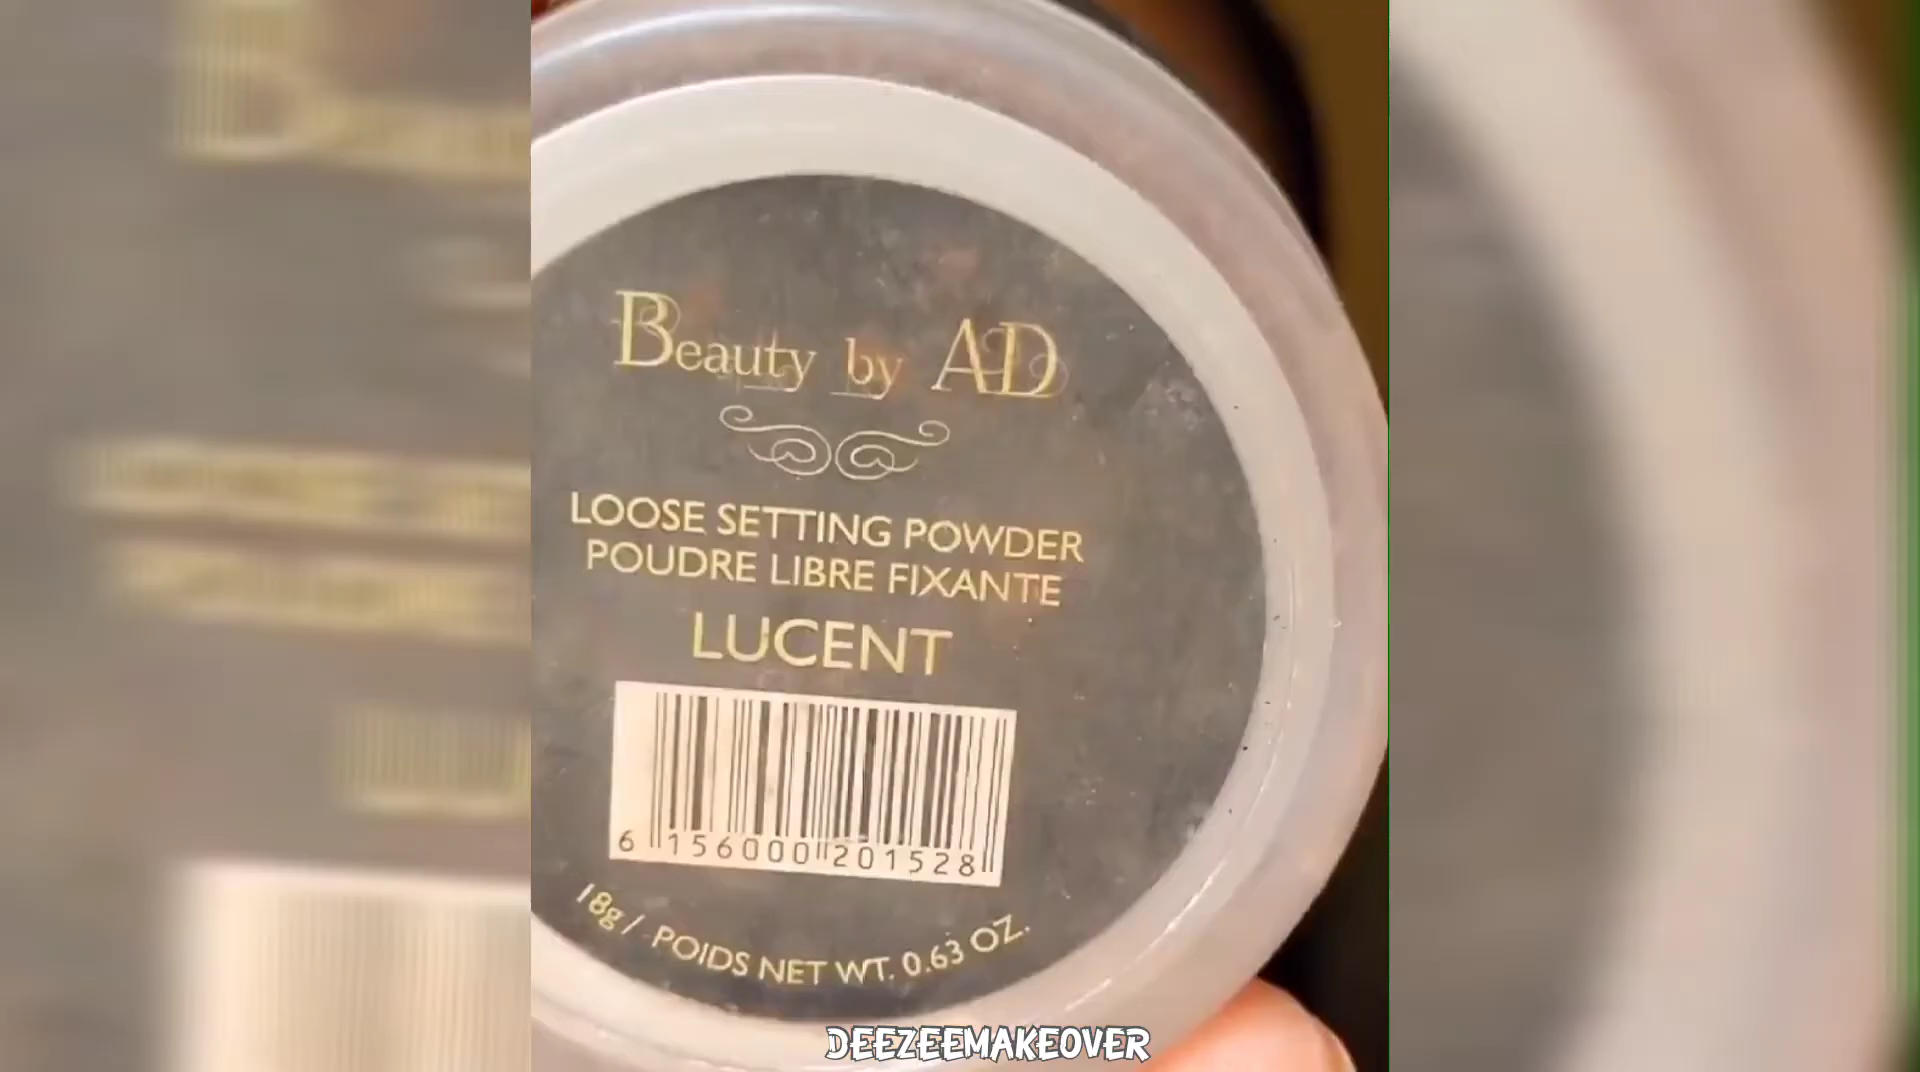 Beauty by AD
LOOSE SETTING POWDER
POUDRE LIBRE FIXANTE
LUCENT
6 156000 201528
18g / POIDS NET WT. 0.63 OZ.
DEEZEEMAKEOVER